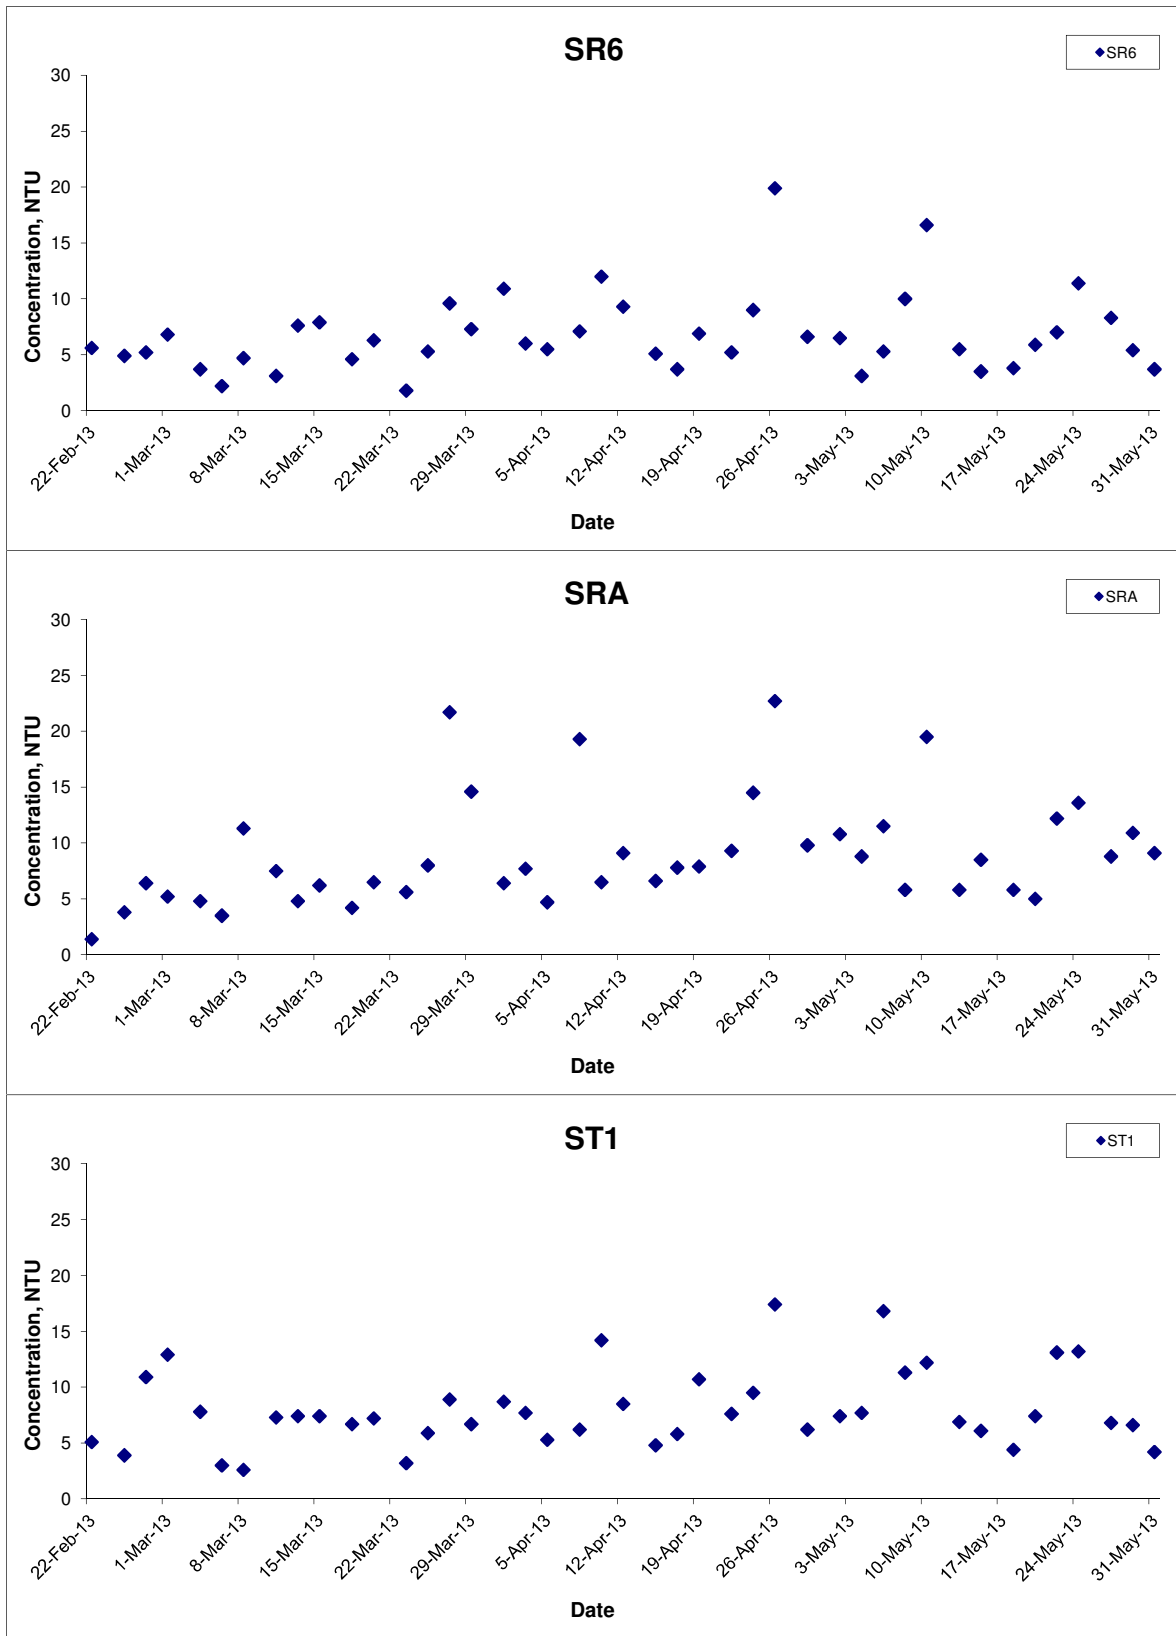 SR6
SR6
30
25
20
15
10
5
0
Concentration, NTU
22-Feb-13
1-Mar-13
8-Mar-13
15-Mar-13
22-Mar-13
29-Mar-13
5-Apr-13
12-Apr-13
19-Apr-13
26-Apr-13
3-May-13
10-May-13
17-May-13
24-May-13
31-May-13
Date
SRA
SRA
30
25
20
15
10
5
0
Concentration, NTU
22-Feb-13
1-Mar-13
8-Mar-13
15-Mar-13
22-Mar-13
29-Mar-13
5-Apr-13
12-Apr-13
19-Apr-13
26-Apr-13
3-May-13
10-May-13
17-May-13
24-May-13
31-May-13
Date
ST1
ST1
30
25
20
15
10
5
0
Concentration, NTU
22-Feb-13
1-Mar-13
8-Mar-13
15-Mar-13
22-Mar-13
29-Mar-13
5-Apr-13
12-Apr-13
19-Apr-13
26-Apr-13
3-May-13
10-May-13
17-May-13
24-May-13
31-May-13
Date